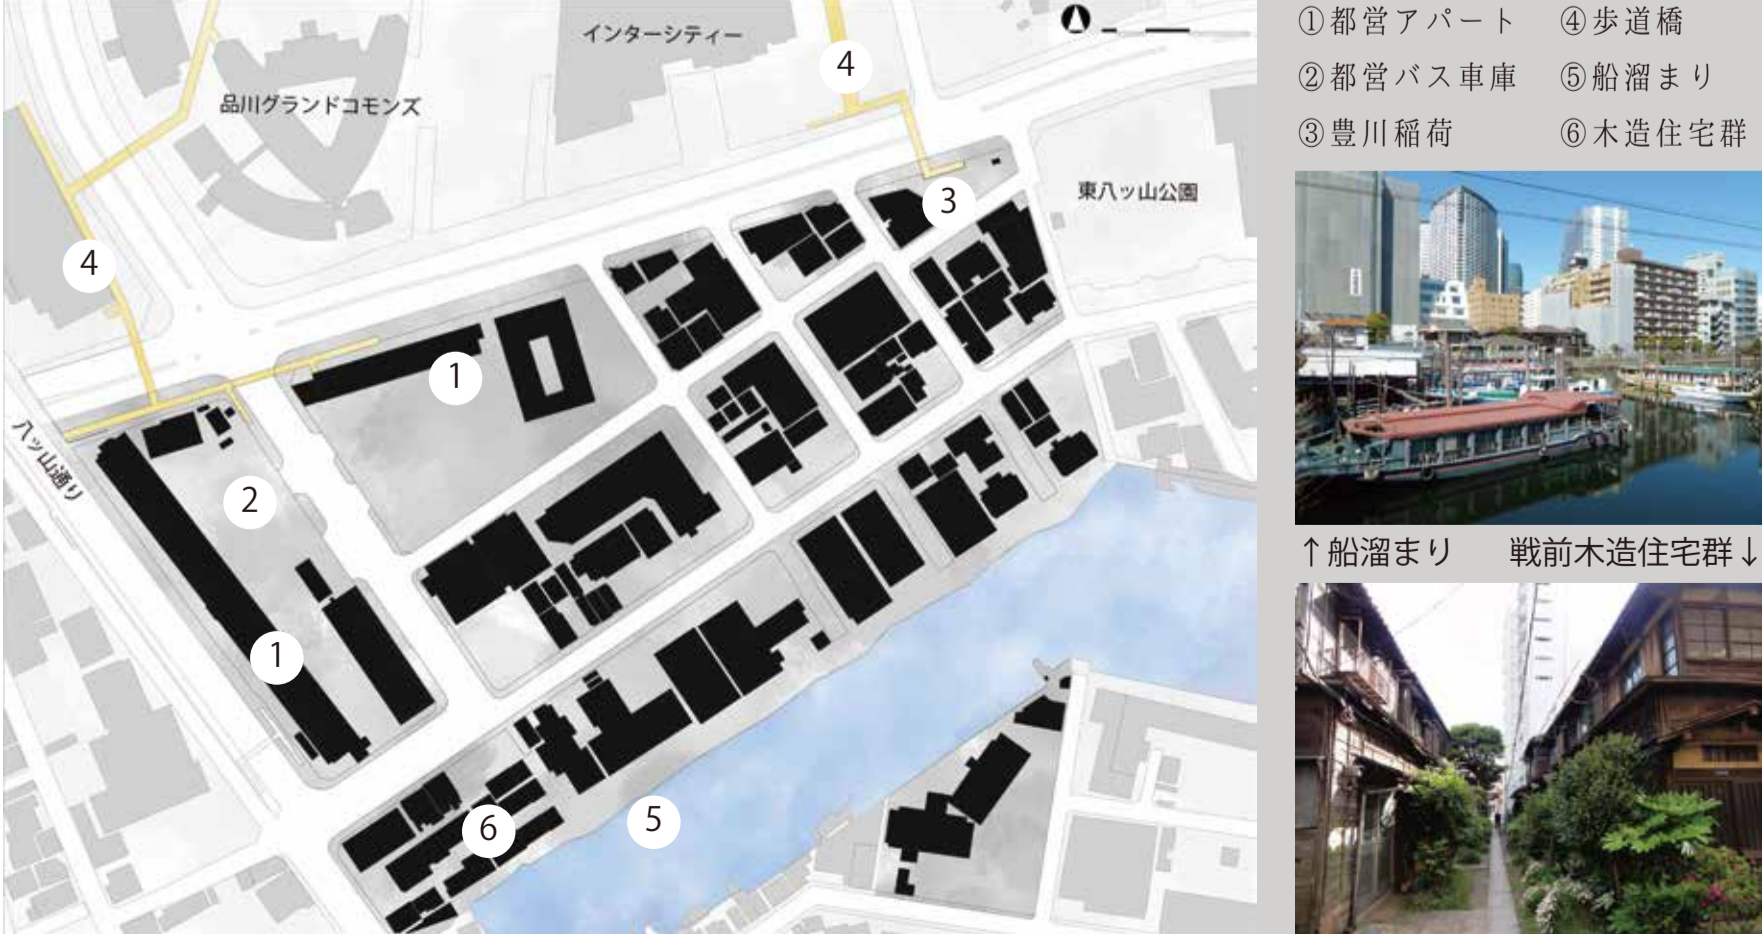 インターシティー
4
品川グランドコモンズ
東八ッ山公園
3
4
1
八ッ山通り
2
1
6
5
①都営アパート ④歩道橋
②都営バス車庫 ⑤船溜まり
③豊川稲荷 ⑥木造住宅群
↑船溜まり 戦前木造住宅群↓